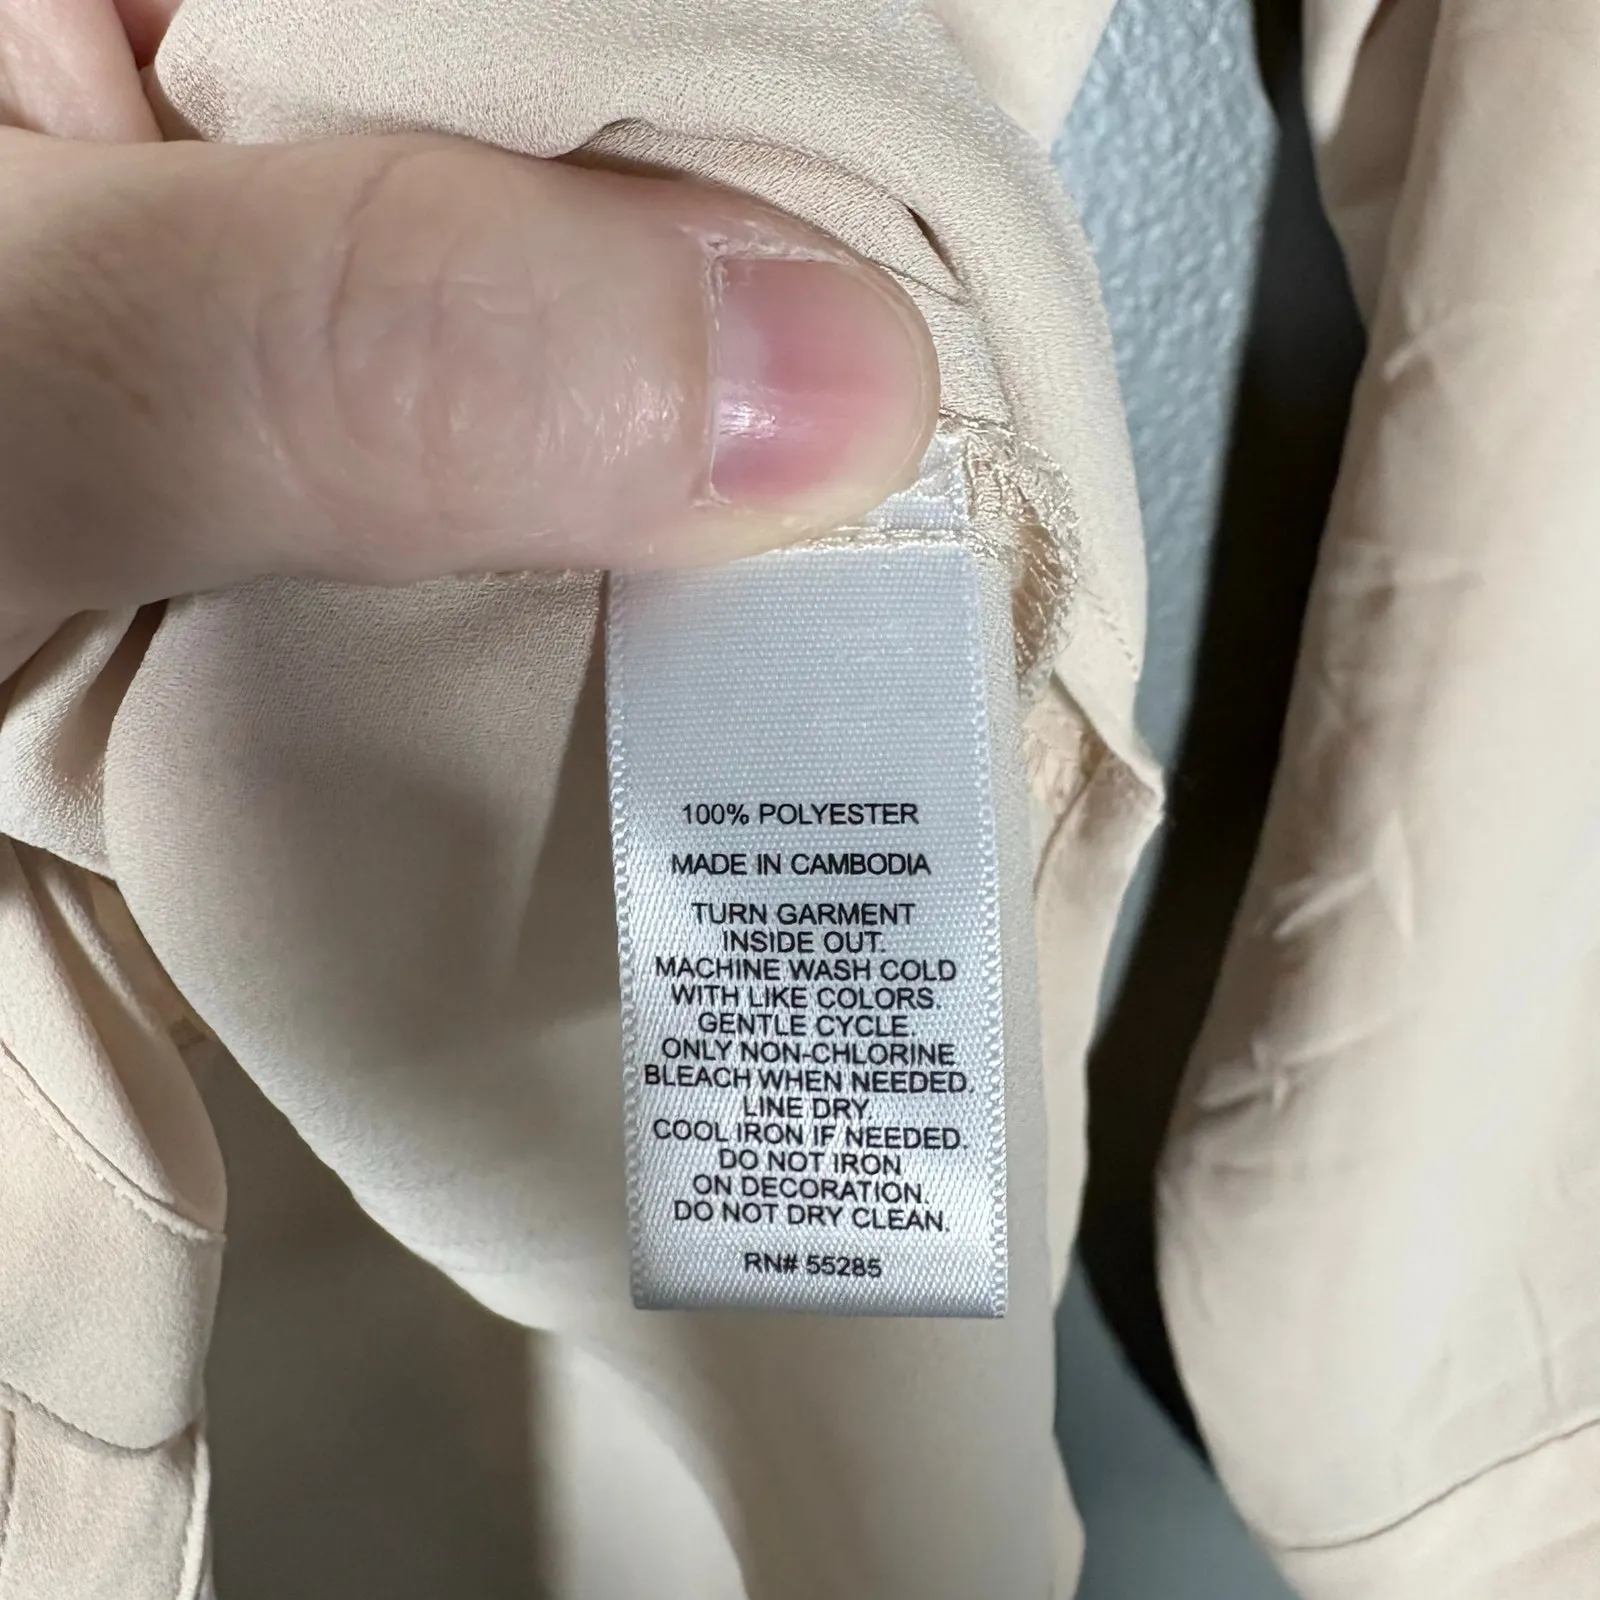 100% POLYESTER
MADE IN CAMBODIA
TURN GARMENT
INSIDE OUT.
MACHINE WASH COLD
WITH LIKE COLORS.
GENTLE CYCLE.
ONLY NON-CHLORINE
BLEACH WHEN NEEDED.
LINE DRY.
COOL IRON IF NEEDED.
DO NOT IRON
ON DECORATION.
DO NOT DRY CLEAN.
RN# 55285